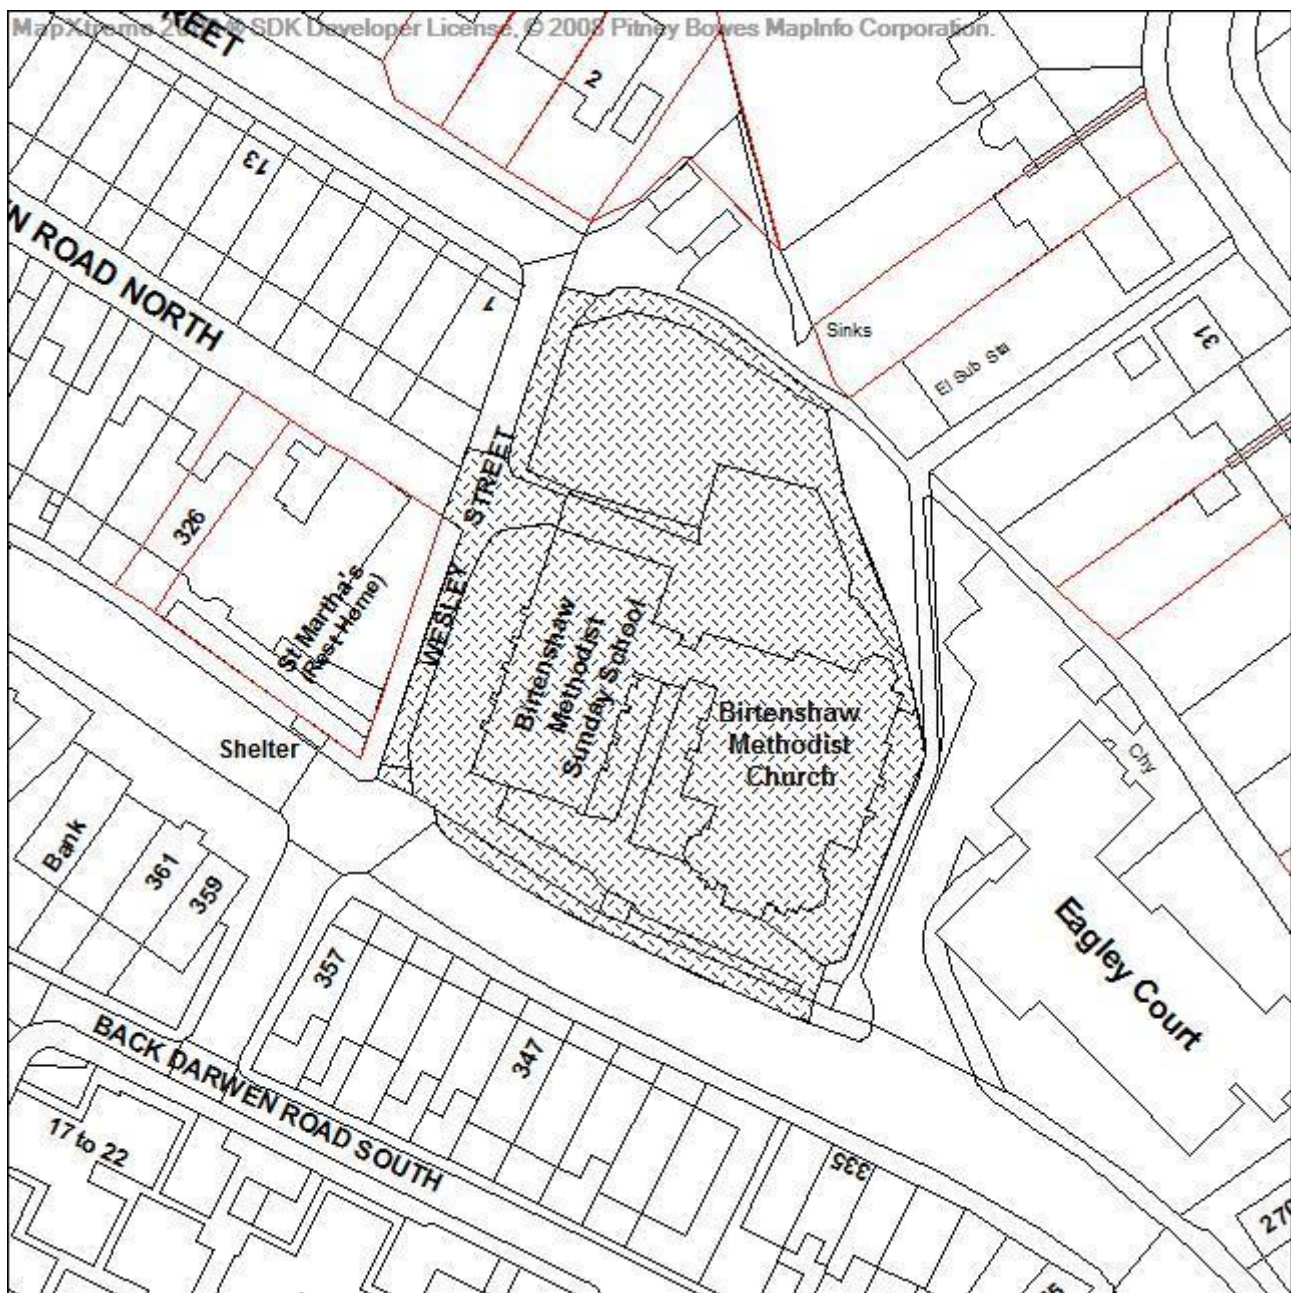 MapXtreme 2008 ® SDK Developer License, © 2008 Pitney Bowes MapInfo Corporation.
REET
2
13
N ROAD NORTH
1
Sinks
El Sub Sta
31
STREET
WESLEY
326
St Martha's
(Rest Home)
Birtenshaw
Methodist
Sunday School
Birtenshaw
Methodist
Church
Shelter
Chy
Bank
361
359
Eagley Court
357
347
BACK DARWEN ROAD SOUTH
17 to 22
335
270